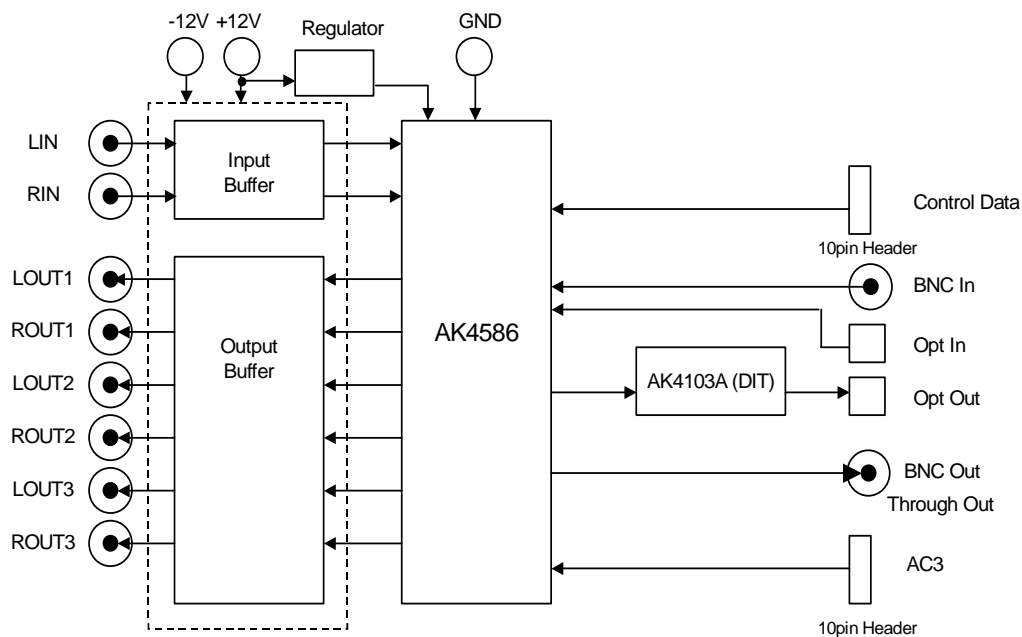 -12V
+12V
Regulator
GND
LIN
RIN
Input
Buffer
Control Data
10pin Header
LOUT1
ROUT1
LOUT2
ROUT2
LOUT3
ROUT3
Output
Buffer
AK4586
BNC In
Opt In
AK4103A (DIT)
Opt Out
BNC Out
Through Out
AC3
10pin Header